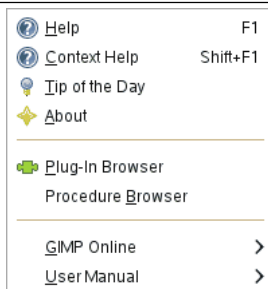 Help F1
Context Help Shift+F1
Tip of the Day
About
Plug-In Browser
Procedure Browser
GIMP Online
User Manual